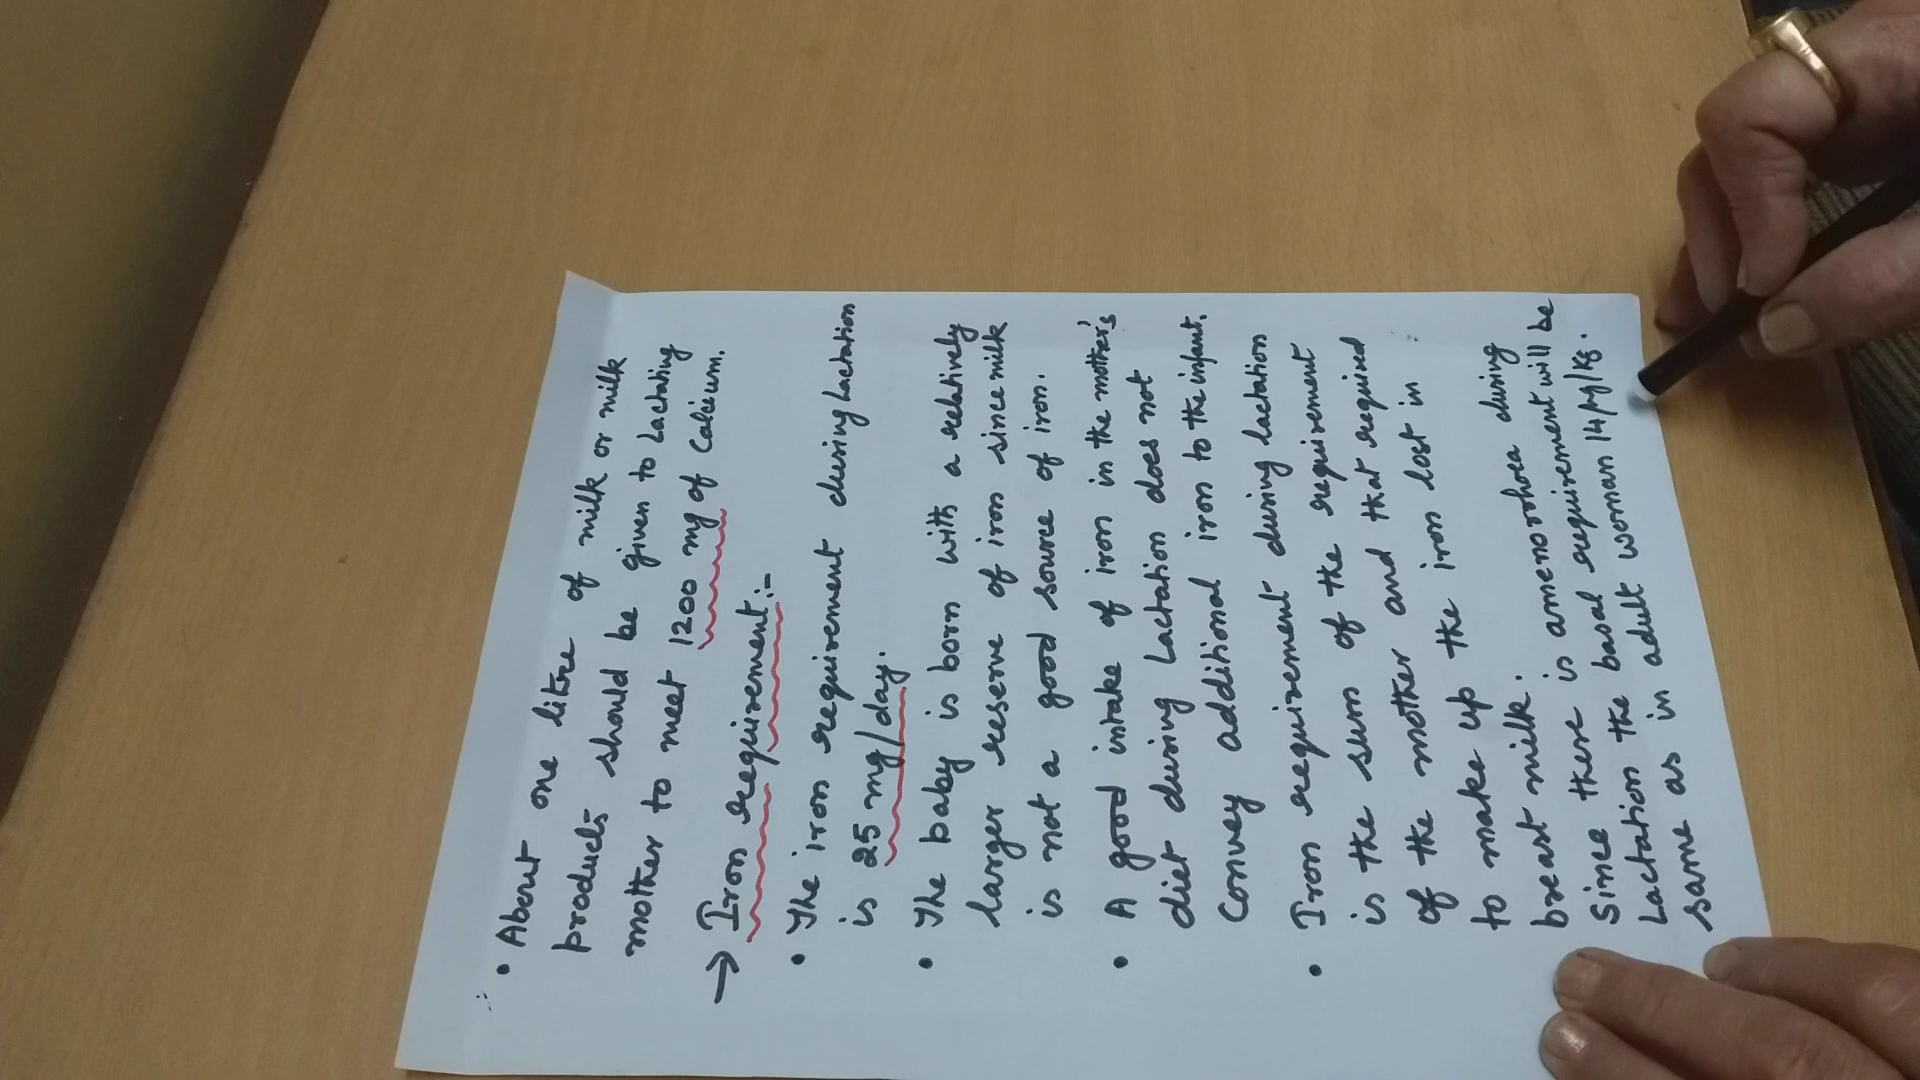 • About one litre of milk or milk
products should be given to Lactating
mother to meet 1200 mg of Calcium.
→ Iron requirement:-
• The iron requirement during Lactation
is 25 mg/day.
• The baby is born with a relatively
larger reserve of iron since milk
is not a good source of iron.
• A good intake of iron in the mother's
diet during Lactation does not
Convey additional iron to the infant.
• Iron requirement during lactation
is the sum of the requirement
of the mother and that required
to make up the iron lost in
breast milk.
Since there is amenorrhoea during
Lactation the basal requirement will be
same as in adult woman 14µg/kg.